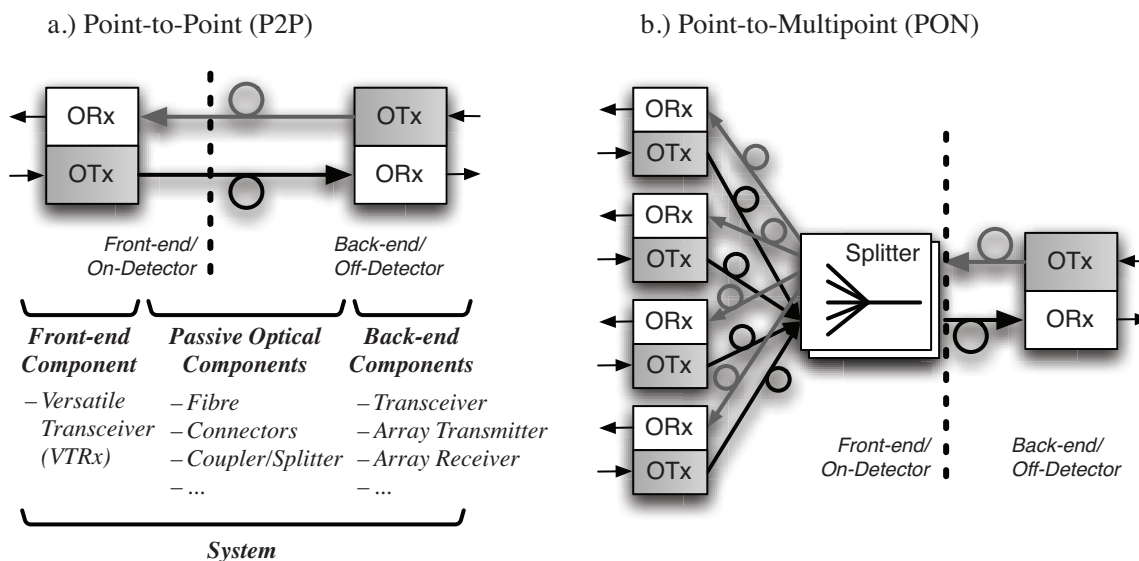 a.) Point-to-Point (P2P)
ORx
OTx
OTx
ORx
Front-end/
On-Detector
Back-end/
Off-Detector
Front-end
Component
– Versatile
Transceiver
(VTRx)
Passive Optical
Components
– Fibre
– Connectors
– Coupler/Splitter
– ...
Back-end
Components
– Transceiver
– Array Transmitter
– Array Receiver
– ...
System
b.) Point-to-Multipoint (PON)
ORx
OTx
ORx
OTx
ORx
OTx
ORx
OTx
Splitter
OTx
ORx
Front-end/
On-Detector
Back-end/
Off-Detector